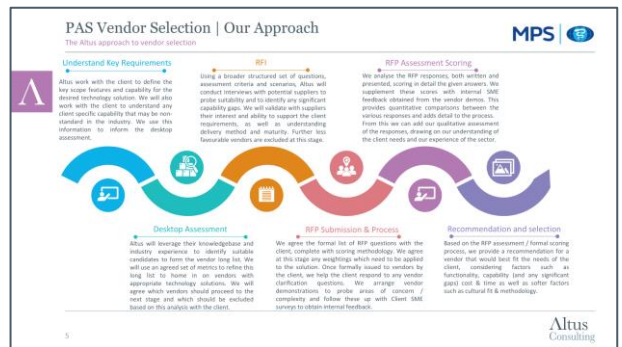 PAS Vendor Selection | Our Approach
The Altus approach to vendor selection
MPS
Understand Key Requirements
Altus work with the client to define the
key scope features and capability for the
desired technology solution. We will also
work with the client to understand any
client specific capability that may be non-
standard in the industry. We use this
information to inform the desktop
assessment.
RFI
Using a broader structured set of questions,
assessment criteria and scenarios, Altus will
conduct interviews with potential suppliers to
probe suitability and to identify any significant
capability gaps. We will validate with suppliers
their interest and ability to support the client
requirements, as well as understanding
delivery method and maturity. Further less
favourable vendors are excluded at this stage.
RFP Assessment Scoring
We analyse the RFP responses, both written and
presented, scoring in detail the given answers. We
supplement these scores with internal SME
feedback obtained from the vendor demos. This
provides quantitative comparisons between the
various responses and adds detail to the process.
From this we can add our qualitative assessment
of the responses, drawing on our understanding of
the client needs and our experience of the sector.
Desktop Assessment
Altus will leverage their knowledgebase and
industry experience to identify suitable
candidates to form the vendor long list. We
will use an agreed set of metrics to refine this
long list to home in on vendors with
appropriate technology solutions. We will
agree which vendors should proceed to the
next stage and which should be excluded
based on this analysis with the client.
RFP Submission & Process
We agree the formal list of RFP questions with the
client, complete with scoring methodology. We agree
at this stage any weightings which need to be applied
to the solution. Once formally issued to vendors by
the client, we help the client respond to any vendor
clarification questions. We arrange vendor
demonstrations to probe areas of concern /
complexity and follow these up with Client SME
surveys to obtain internal feedback.
Recommendation and selection
Based on the RFP assessment / formal scoring
process, we provide a recommendation for a
vendor that would best fit the needs of the
client, considering factors such as
functionality, capability (and any significant
gaps) cost & time as well as softer factors
such as cultural fit & methodology.
5
Altus
Consulting